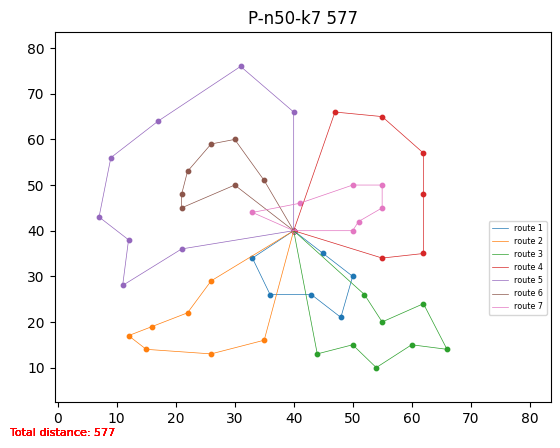 P-n50-k7 577
80
70
60
50
40
30
20
10
0 10 20 30 40 50 60 70 80
route 1
route 2
route 3
route 4
route 5
route 6
route 7
Total distance: 577